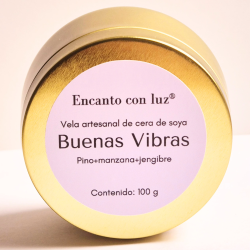 Encanto con luz®
Vela artesanal de cera de soya
Buenas Vibras
Pino+manzana+jengibre
Contenido: 100 g